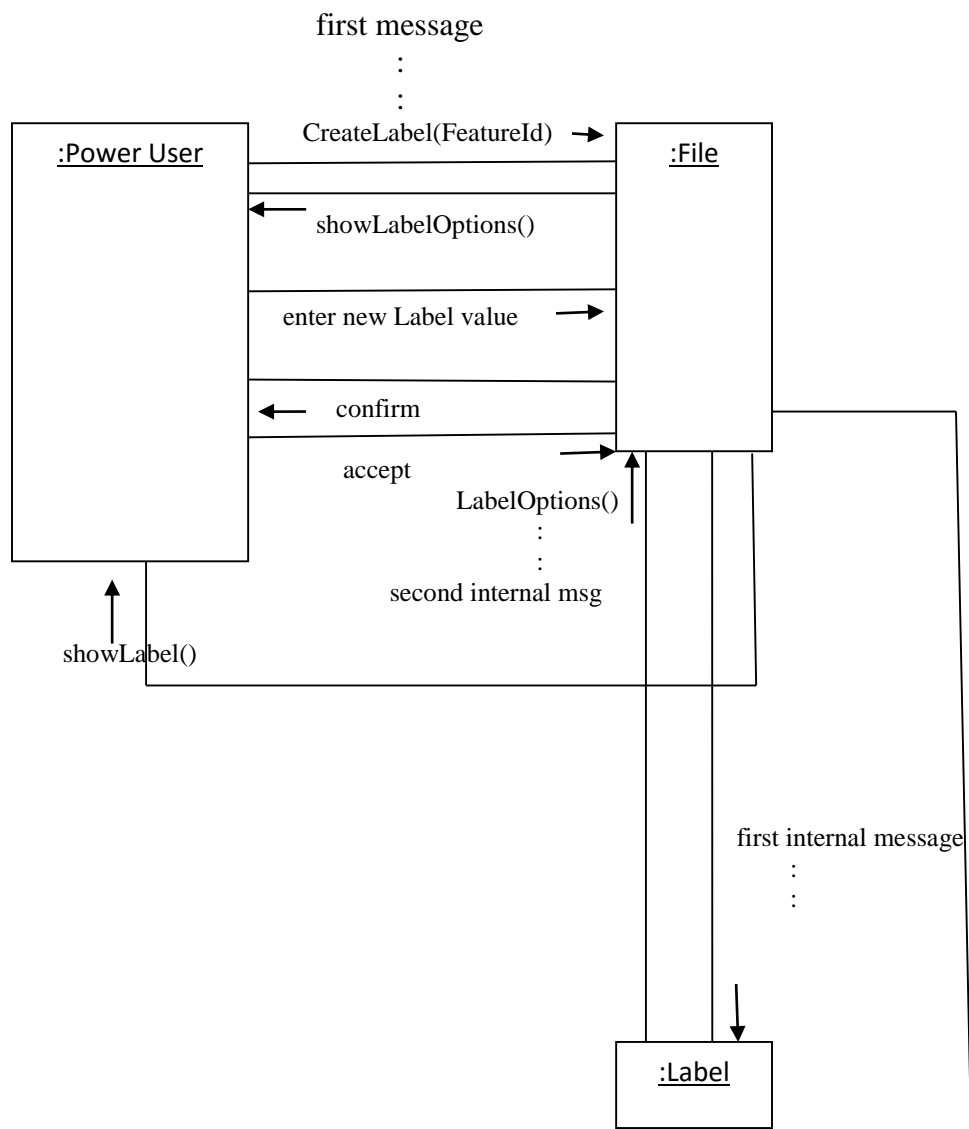 first message
:
:
CreateLabel(FeatureId)
:Power User
:File
showLabelOptions()
enter new Label value
confirm
accept
LabelOptions()
:
:
second internal msg
showLabel()
first internal message
:
:
:Label